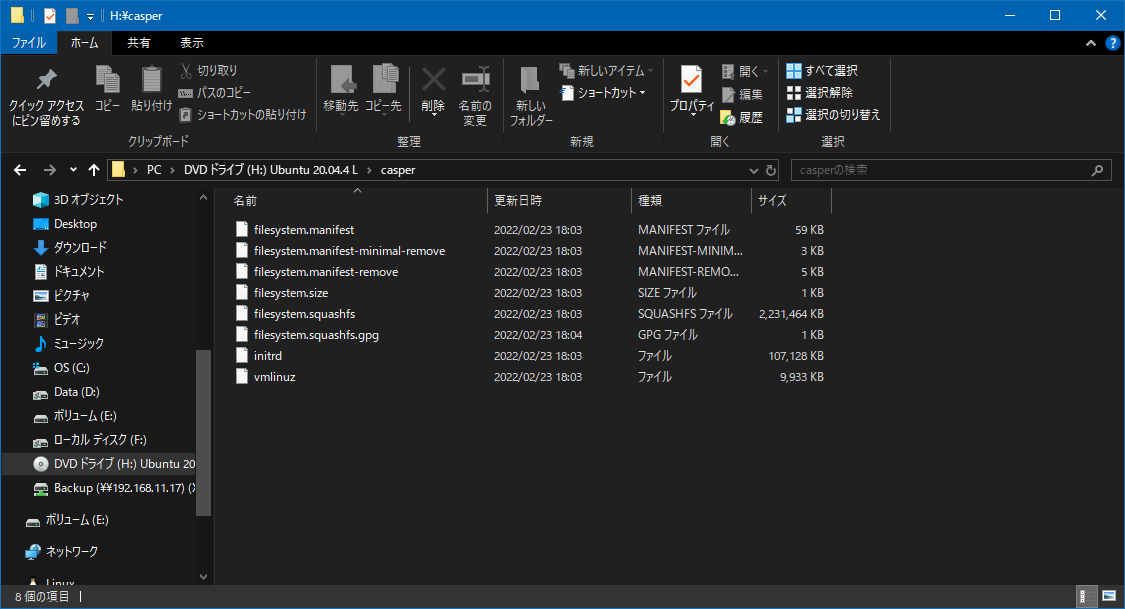 H:¥casper
ファイル ホーム 共有 表示
クイック アクセス
にピン留めする
コピー
貼り付け
切り取り
パスのコピー
ショートカットの貼り付け
クリップボード
移動先
コピー先
削除
名前の
変更
整理
新しい
フォルダー
新しいアイテム
ショートカット
新規
プロパティ
開く
編集
履歴
開く
すべて選択
選択解除
選択の切り替え
選択
PC DVD ドライブ (H:) Ubuntu 20.04.4 L casper
casperの検索
3D オブジェクト
Desktop
ダウンロード
ドキュメント
ピクチャ
ビデオ
ミュージック
OS (C:)
Data (D:)
ボリューム (E:)
ローカル ディスク (F:)
DVD ドライブ (H:) Ubuntu 20
Backup (¥¥192.168.11.17) (
ボリューム (E:)
ネットワーク
Linux
名前 更新日時 種類 サイズ
filesystem.manifest 2022/02/23 18:03 MANIFEST ファイル 59 KB
filesystem.manifest-minimal-remove 2022/02/23 18:03 MANIFEST-MINIM... 3 KB
filesystem.manifest-remove 2022/02/23 18:03 MANIFEST-REMO... 5 KB
filesystem.size 2022/02/23 18:03 SIZE ファイル 1 KB
filesystem.squashfs 2022/02/23 18:03 SQUASHFS ファイル 2,231,464 KB
filesystem.squashfs.gpg 2022/02/23 18:04 GPG ファイル 1 KB
initrd 2022/02/23 18:03 ファイル 107,128 KB
vmlinuz 2022/02/23 18:03 ファイル 9,933 KB
8 個の項目